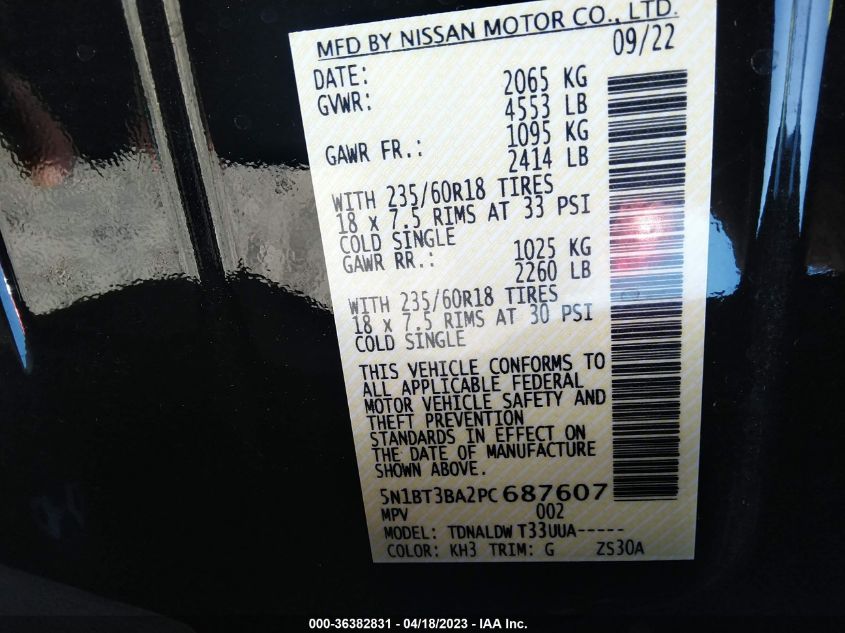 MFD BY NISSAN MOTOR CO., LTD.
DATE: 09/22
GVWR: 2065 KG
4553 LB
GAWR FR.: 1095 KG
2414 LB
WITH 235/60R18 TIRES
18 x 7.5 RIMS AT 33 PSI
COLD SINGLE
GAWR RR.: 1025 KG
2260 LB
WITH 235/60R18 TIRES
18 x 7.5 RIMS AT 30 PSI
COLD SINGLE
THIS VEHICLE CONFORMS TO
ALL APPLICABLE FEDERAL
MOTOR VEHICLE SAFETY AND
THEFT PREVENTION
STANDARDS IN EFFECT ON
THE DATE OF MANUFACTURE
SHOWN ABOVE.
5N1BT3BA2PC687607
MPV 002
MODEL: TDNALDW T33UUA-----
COLOR: KH3 TRIM: G ZS30A
000-36382831 - 04/18/2023 - IAA Inc.